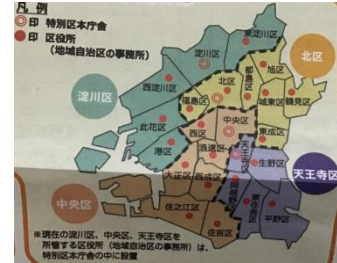 凡例
◎印 特別区本庁舎
●印 区役所
(地域自治区の事務所)
東淀川区
北区
淀川区
旭区
西淀川区
北区
都島区
淀川区
福島区
城東区
鶴見区
此花区
中央区
西区
東成区
港区
天王寺区
浪速区
生野区
天王寺区
大正区
西成区
阿倍野区
中央区
東住吉区
平野区
住之江区
住吉区
※現在の淀川区、中央区、天王寺区を
所管する区役所(地域自治区の事務所)は、
特別区本庁舎の中に設置